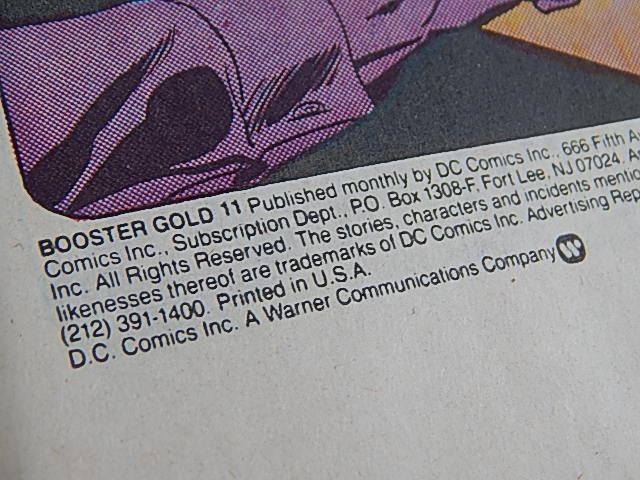 BOOSTER GOLD 11 Published monthly by DC Comics Inc., 666 Fifth
Comics Inc., Subscription Dept., P.O. Box 1308-F, Fort Lee, NJ 07024.
Inc. All Rights Reserved. The stories, characters and incidents
likenesses thereof are trademarks of DC Comics Inc. Advertising
(212) 391-1400. Printed in U.S.A.
D.C. Comics Inc. A Warner Communications Company